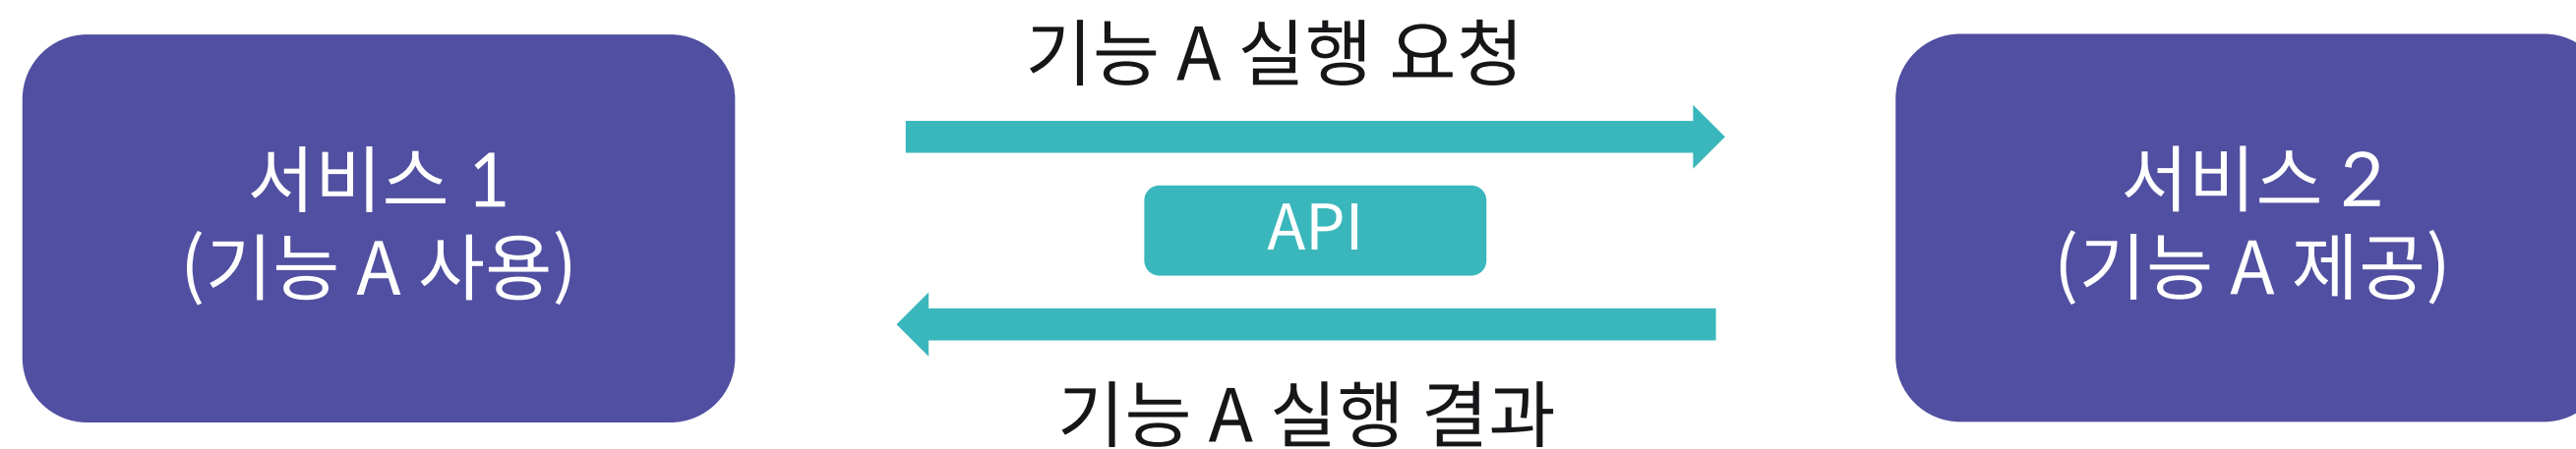 기능 A 실행 요청
서비스 1
(기능 A 사용)
API
서비스 2
(기능 A 제공)
기능 A 실행 결과